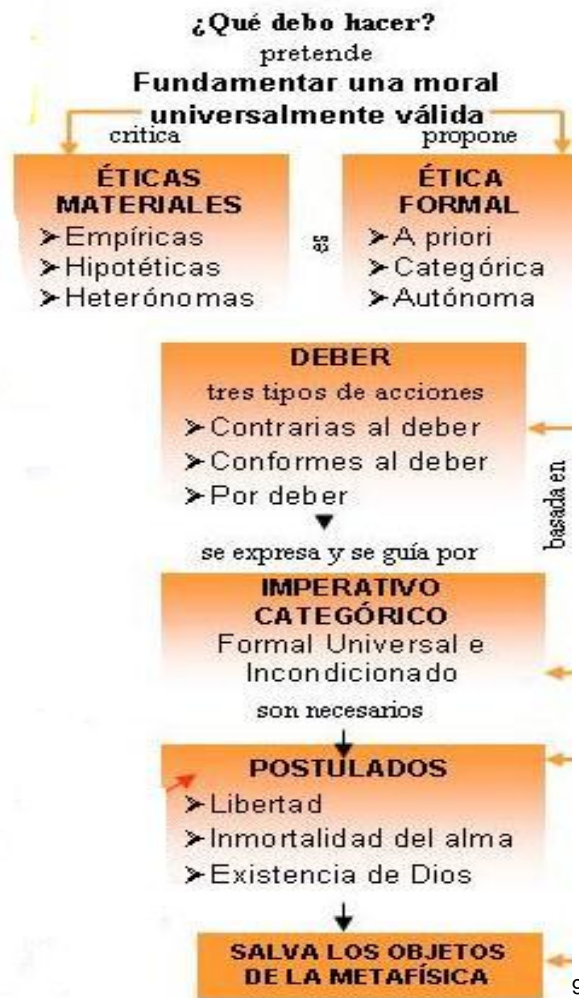 ¿Qué debo hacer?
pretende
Fundamentar una moral
universalmente válida
critica
propone
ÉTICAS
MATERIALES
➤Empíricas
➤Hipotéticas
➤Heterónomas
es
ÉTICA
FORMAL
➤A priori
➤Categórica
➤Autónoma
DEBER
tres tipos de acciones
➤Contrarias al deber
➤Conformes al deber
➤Por deber
basada en
se expresa y se guía por
IMPERATIVO
CATEGÓRICO
Formal Universal e
Incondicionado
son necesarios
POSTULADOS
➤Libertad
➤Inmortalidad del alma
➤Existencia de Dios
SALVA LOS OBJETOS
DE LA METAFÍSICA
9